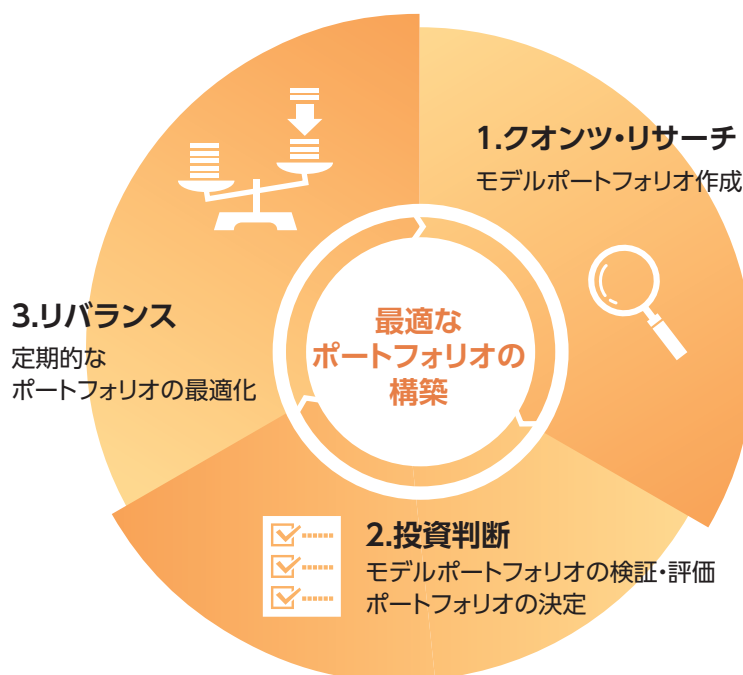 1.クオンツ・リサーチ
モデルポートフォリオ作成
最適な
ポートフォリオの
構築
2.投資判断
モデルポートフォリオの検証・評価
ポートフォリオの決定
3.リバランス
定期的な
ポートフォリオの最適化